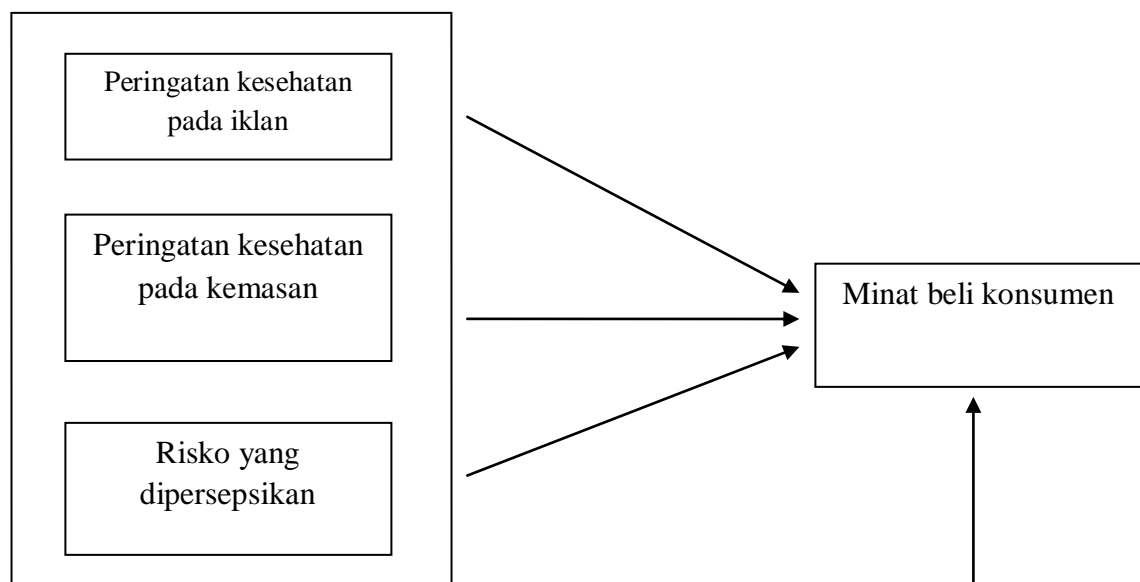 Peringatan kesehatan
pada iklan
Peringatan kesehatan
pada kemasan
Risko yang
dipersepsikan
Minat beli konsumen